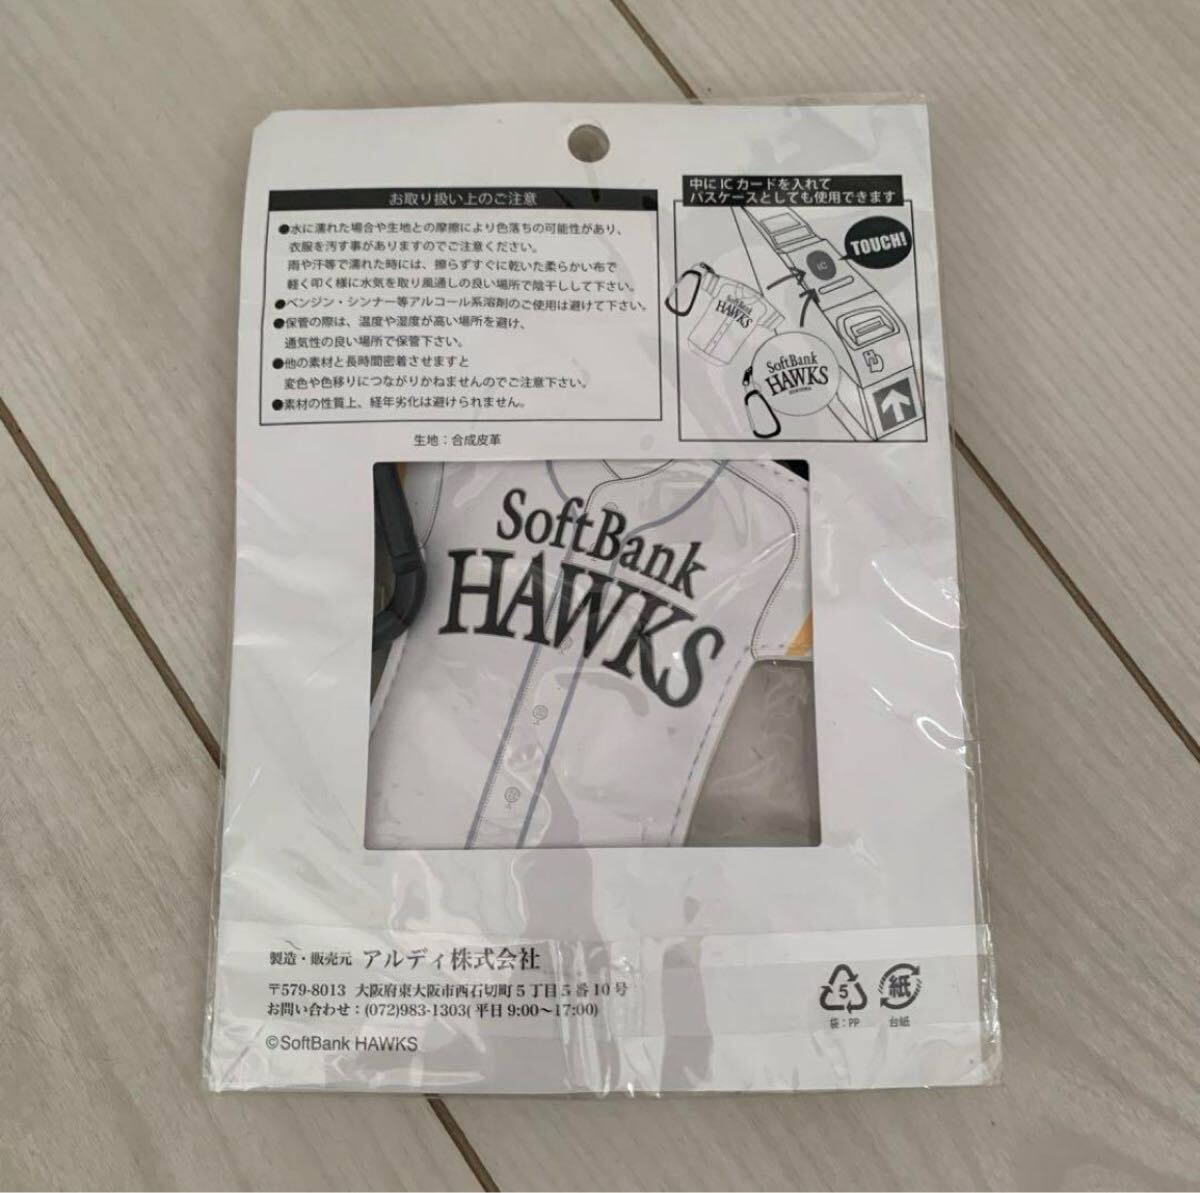 お取り扱い上のご注意
●水に濡れた場合や生地との摩擦により色落ちの可能性があり、
衣服を汚す事がありますのでご注意ください。
雨や汗等で濡れた時には、擦らずすぐに乾いた柔らかい布で
軽く叩く様に水気を取り風通しの良い場所で陰干しして下さい。
●ベンジン・シンナー等アルコール系溶剤のご使用は避けて下さい。
●保管の際は、温度や湿度が高い場所を避け、
通気性の良い場所で保管下さい。
●他の素材と長時間密着させますと
変色や色移りにつながりかねませんのでご注意下さい。
●素材の性質上、経年劣化は避けられません。
生地：合成皮革
中に IC カードを入れて
パスケースとしても使用できます
TOUCH!
IC
SoftBank
HAWKS
SoftBank
HAWKS
SoftBank
HAWKS
製造・販売元 アルディ株式会社
〒579-8013 大阪府東大阪市西石切町5丁目5番10号
お問い合わせ：(072)983-1303(平日 9:00〜17:00)
©SoftBank HAWKS
5
袋：PP
紙
台紙